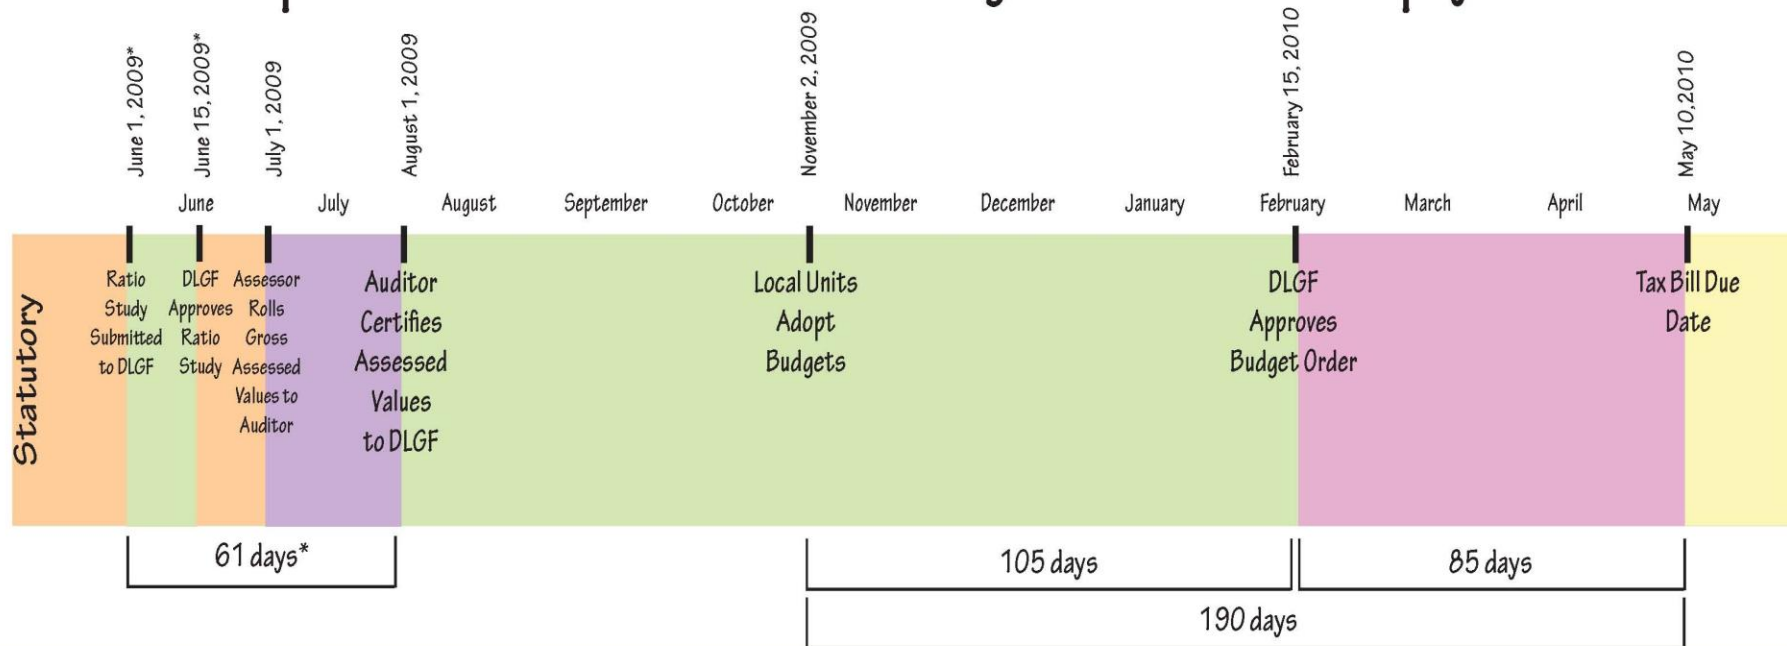 June 1, 2009*
June 15, 2009*
July 1, 2009
August 1, 2009
November 2, 2009
February 15, 2010
May 10,2010
June
July
August
September
October
November
December
January
February
March
April
May
Statutory
Ratio
Study
Submitted
to DLGF
DLGF
Approves
Ratio
Study
Assessor
Rolls
Gross
Assessed
Values to
Auditor
Auditor
Certifies
Assessed
Values
to DLGF
Local Units
Adopt
Budgets
DLGF
Approves
Budget Order
Tax Bill Due
Date
61 days*
105 days
85 days
190 days